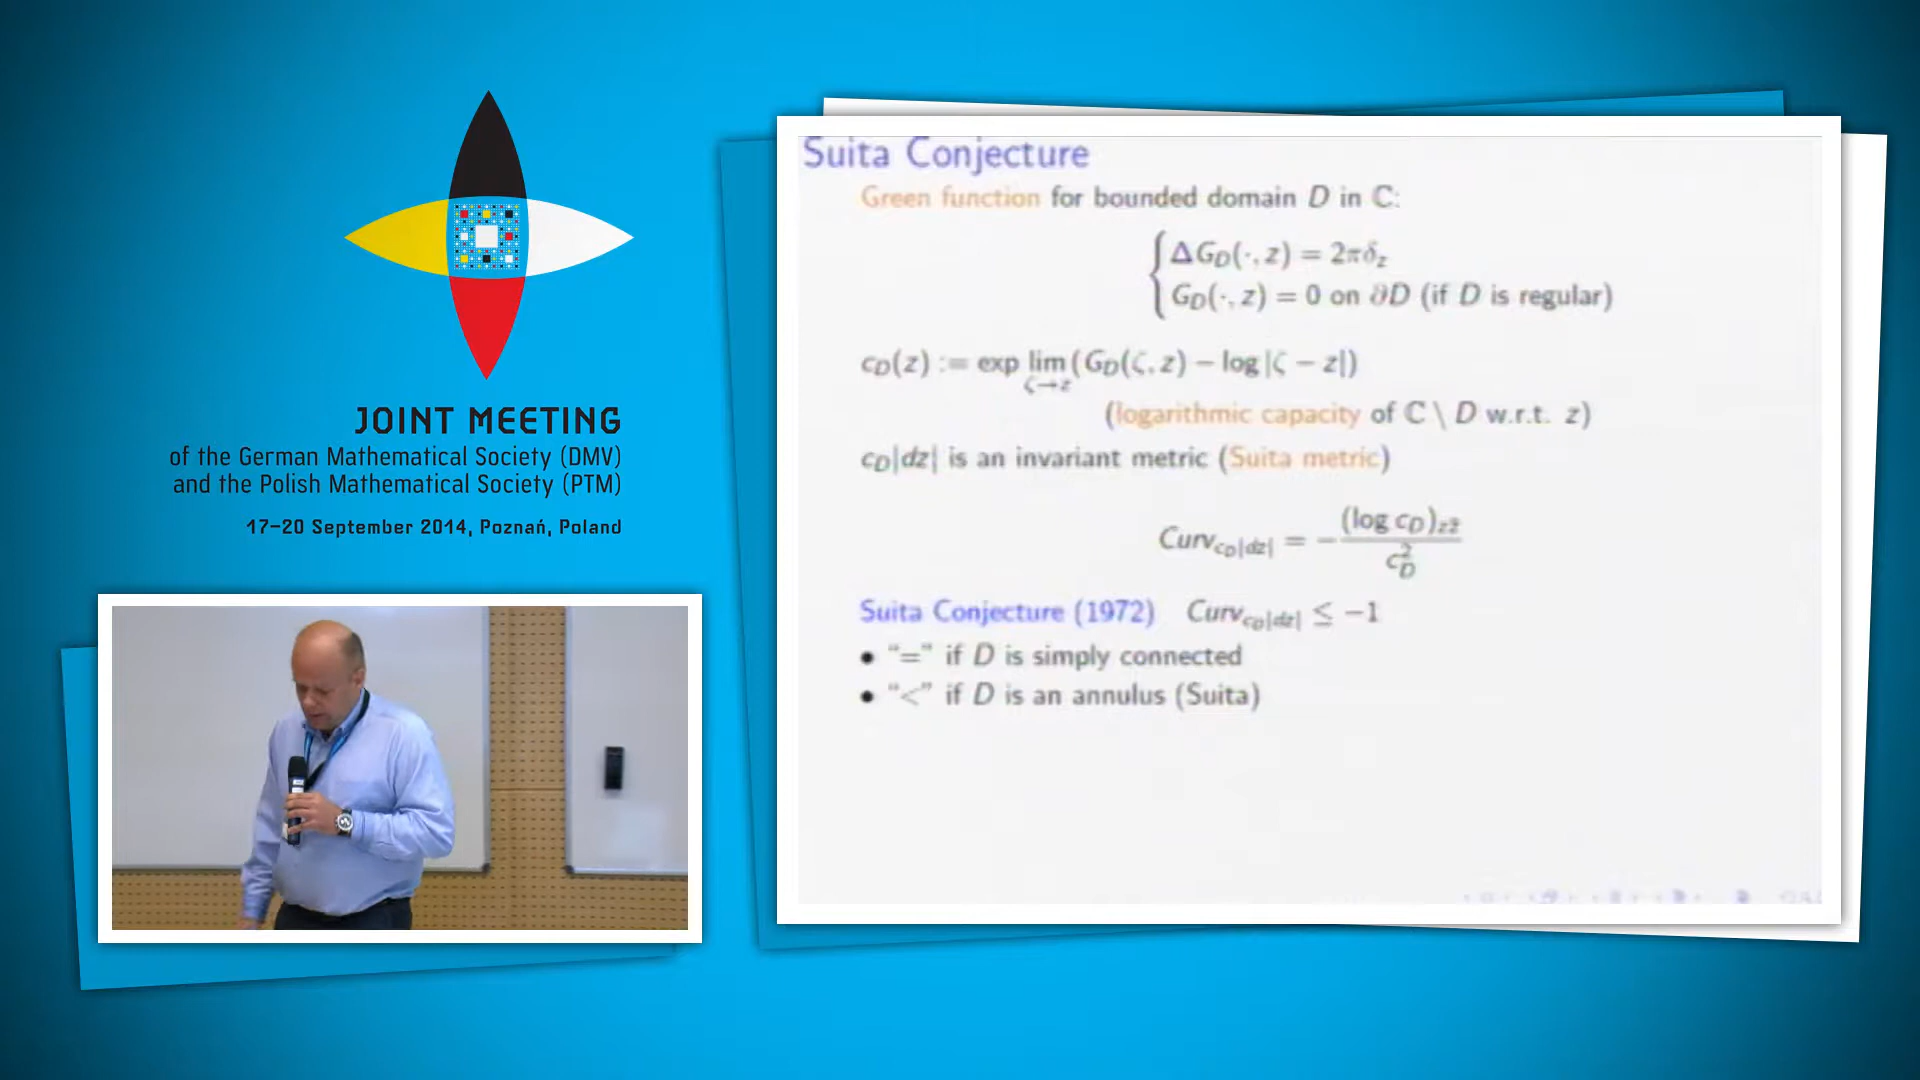 JOINT MEETING
of the German Mathematical Society (DMV)
and the Polish Mathematical Society (PTM)
17–20 September 2014, Poznań, Poland
Suita Conjecture
Green function for bounded domain D in ℂ:
ΔG_D(·, z) = 2πδ_z
G_D(·, z) = 0 on ∂D (if D is regular)
c_D(z) := exp lim_{ζ→z} (G_D(ζ, z) − log |ζ − z|)
(logarithmic capacity of ℂ \ D w.r.t. z)
c_D|dz| is an invariant metric (Suita metric)
Curv_{c_D|dz|} = − (log c_D)_{z z̄} / c_D^2
Suita Conjecture (1972) Curv_{c_D|dz|} ≤ −1
• “=” if D is simply connected
• “<” if D is an annulus (Suita)